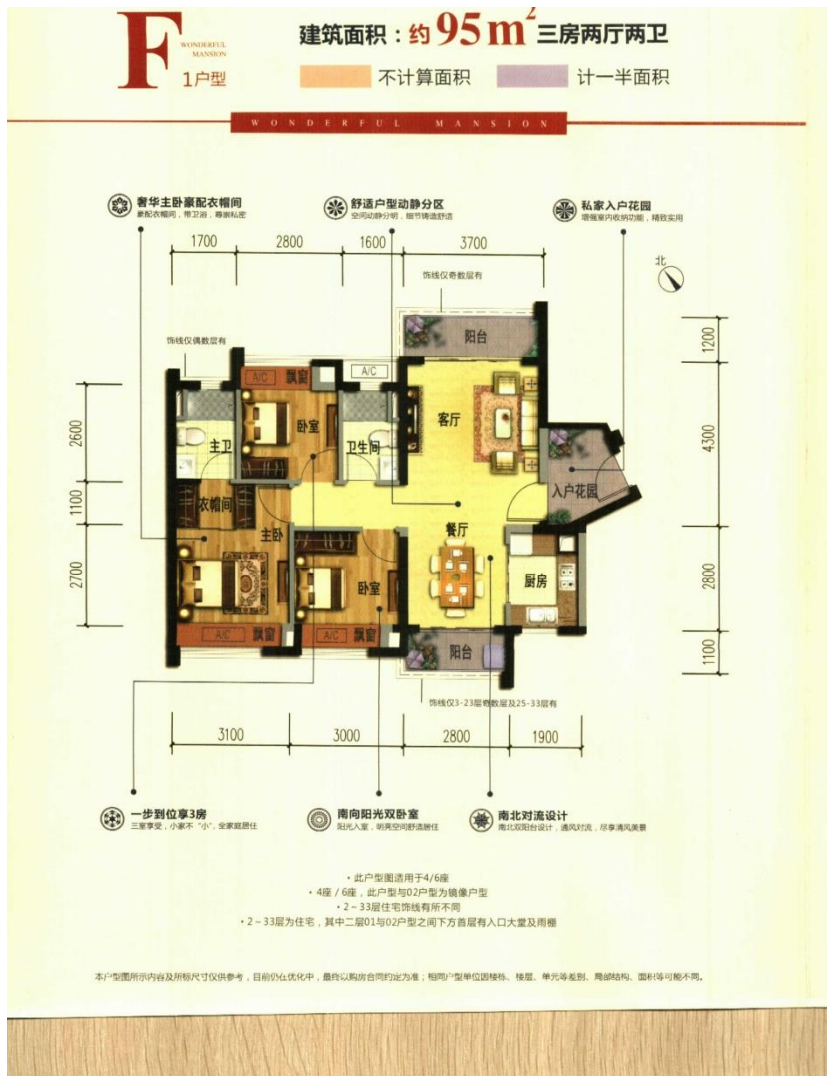 F
WONDERFUL
MANSION
1户型
建筑面积：约95m²三房两厅两卫
不计算面积
计一半面积
WONDERFUL MANSION
奢华主卧豪配衣帽间
豪配衣帽间，带卫浴，尊崇私密
舒适户型动静分区
空间动静分明，细节铸造舒适
私家入户花园
增强室内收纳功能，精致实用
1700
2800
1600
3700
北
饰线仅奇数层有
饰线仅偶数层有
阳台
A/C
飘窗
A/C
1200
2600
主卫
卧室
卫生间
客厅
4300
1100
衣帽间
主卧
餐厅
入户花园
2700
卧室
厨房
2800
A/C
飘窗
A/C
飘窗
阳台
1100
饰线仅3-23层奇数层及25-33层有
3100
3000
2800
1900
一步到位享3房
三室享受，小家不“小”，全家庭居住
南向阳光双卧室
阳光入室，明亮空间舒适居住
南北对流设计
南北双阳台设计，通风对流，尽享清风美景
·此户型图适用于4/6座
·4座/6座，此户型与02户型为镜像户型
·2～33层住宅饰线有所不同
·2～33层为住宅，其中二层01与02户型之间下方首层有入口大堂及雨棚
本户型图所示内容及所标尺寸仅供参考，目前仍在优化中，最终以购房合同约定为准；相同户型单位因楼栋、楼层、单元等差别、局部结构、面积等可能不同。